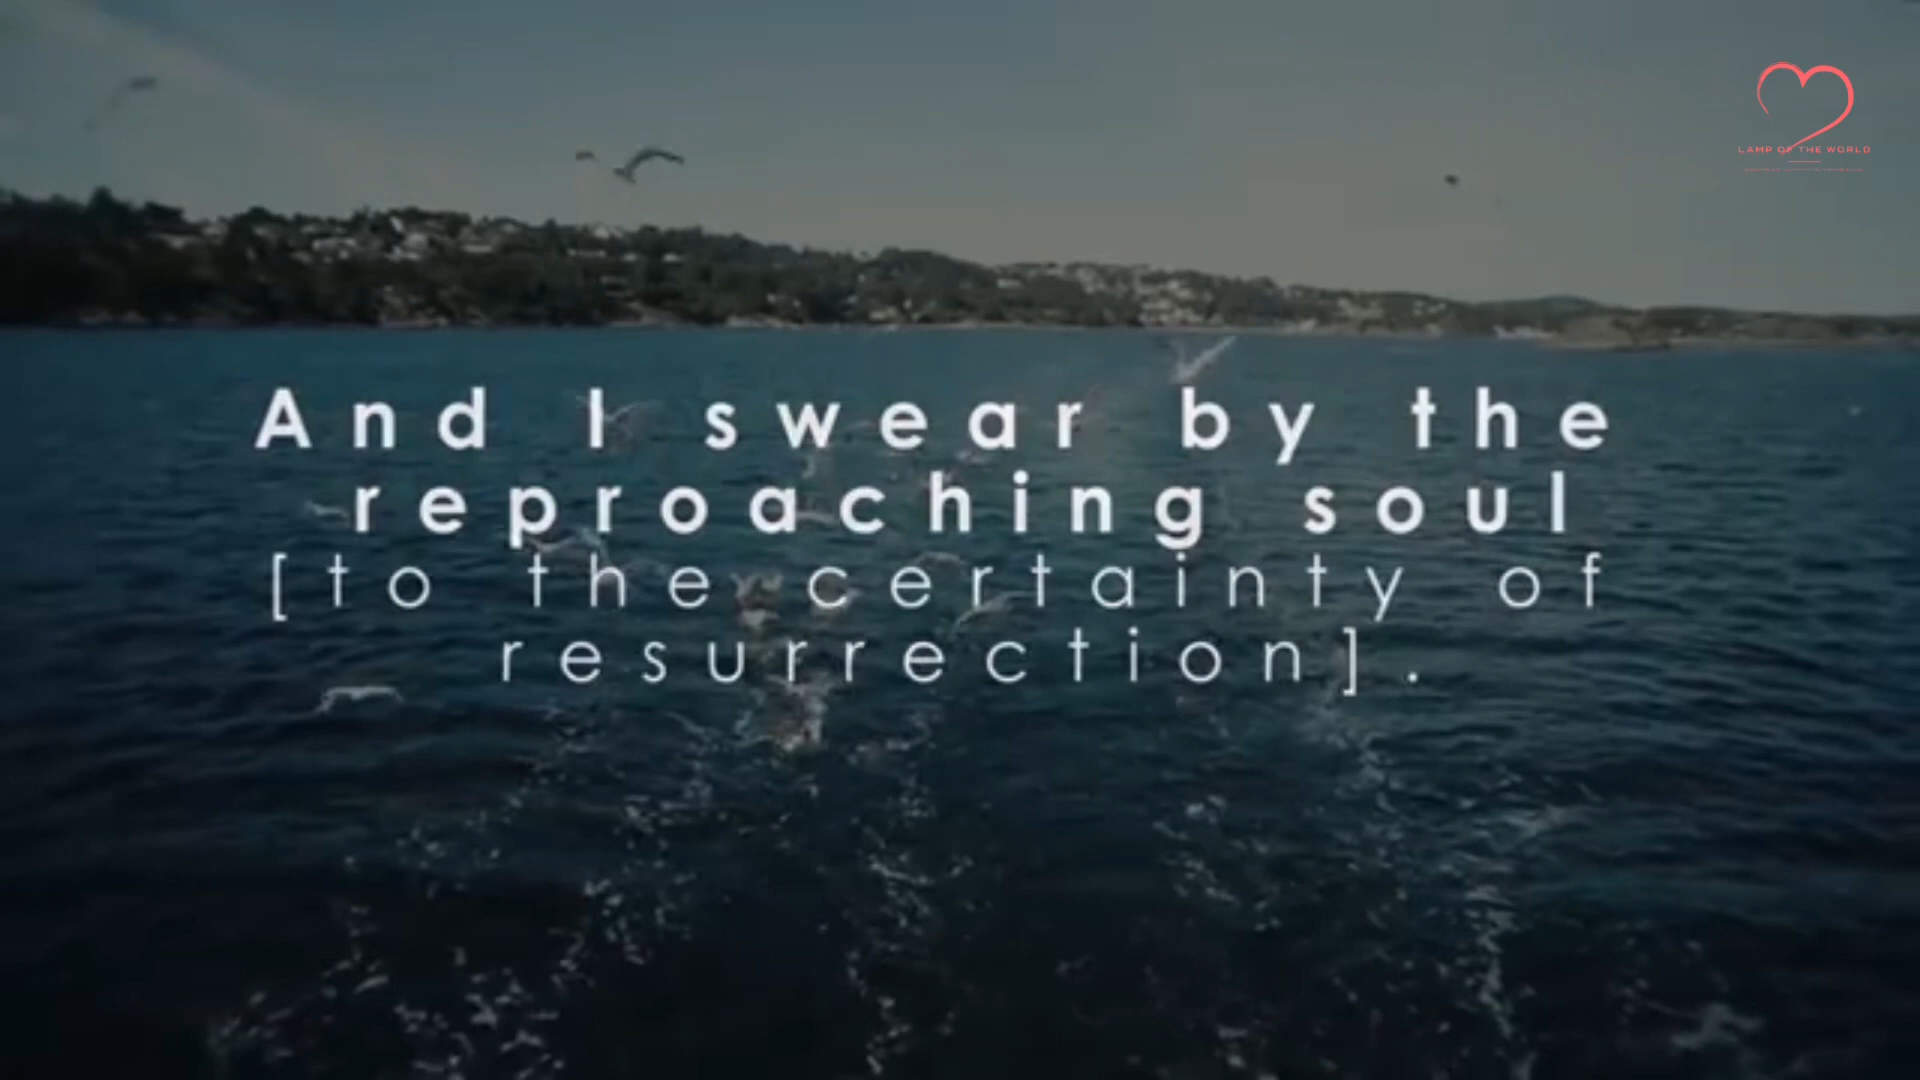 LAMP OF THE WORLD
And I swear by the
reproaching soul
[to the certainty of
resurrection].